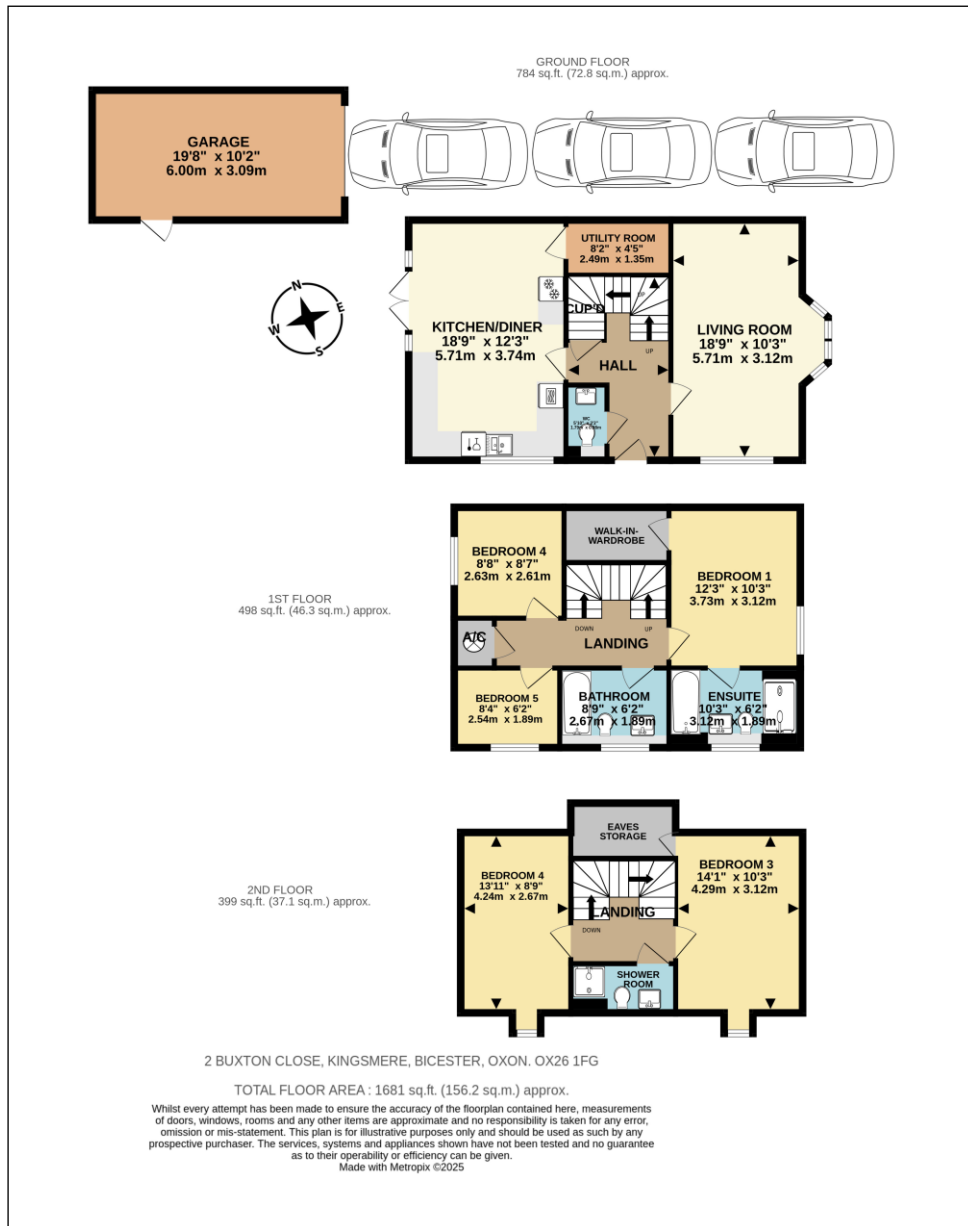 GROUND FLOOR
784 sq.ft. (72.8 sq.m.) approx.
GARAGE
19'8" x 10'2"
6.00m x 3.09m
N
E
S
W
KITCHEN/DINER
18'9" x 12'3"
5.71m x 3.74m
UTILITY ROOM
8'2" x 4'5"
2.49m x 1.35m
CUP'D
UP
UP
HALL
WC
LIVING ROOM
18'9" x 10'3"
5.71m x 3.12m
1ST FLOOR
498 sq.ft. (46.3 sq.m.) approx.
BEDROOM 4
8'8" x 8'7"
2.63m x 2.61m
WALK-IN-
WARDROBE
BEDROOM 1
12'3" x 10'3"
3.73m x 3.12m
A/C
DOWN
UP
LANDING
BEDROOM 5
8'4" x 6'2"
2.54m x 1.89m
BATHROOM
8'9" x 6'2"
2.67m x 1.89m
ENSUITE
10'3" x 6'2"
3.12m x 1.89m
2ND FLOOR
399 sq.ft. (37.1 sq.m.) approx.
EAVES
STORAGE
BEDROOM 4
13'11" x 8'9"
4.24m x 2.67m
BEDROOM 3
14'1" x 10'3"
4.29m x 3.12m
LANDING
DOWN
SHOWER
ROOM
2 BUXTON CLOSE, KINGSMERE, BICESTER, OXON. OX26 1FG
TOTAL FLOOR AREA : 1681 sq.ft. (156.2 sq.m.) approx.
Whilst every attempt has been made to ensure the accuracy of the floorplan contained here, measurements
of doors, windows, rooms and any other items are approximate and no responsibility is taken for any error,
omission or mis-statement. This plan is for illustrative purposes only and should be used as such by any
prospective purchaser. The services, systems and appliances shown have not been tested and no guarantee
as to their operability or efficiency can be given.
Made with Metropix ©2025